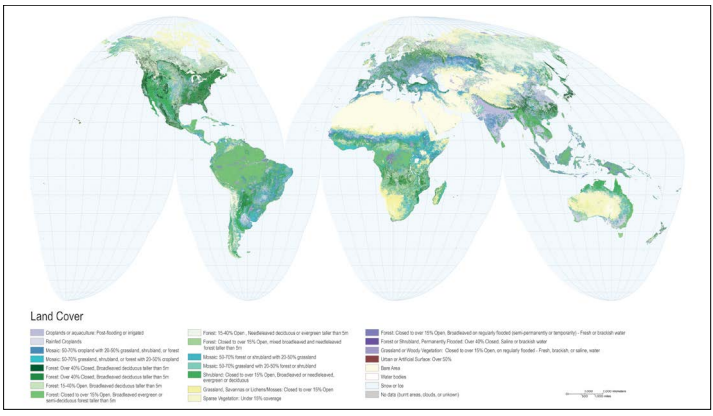 Land Cover
Croplands or aquaculture: Post-flooding or irrigated
Rainfed Croplands
Mosaic: 50-70% cropland with 20-50% grassland, shrubland, or forest
Mosaic: 50-70% grassland, shrubland, or forest with 20-50% cropland
Forest: Over 40% Closed, Broadleaved deciduous taller than 5m
Forest: Over 40% Closed, Broadleaved deciduous taller than 5m
Forest: 15-40% Open, Broadleaved deciduous taller than 5m
Forest: Closed to over 15% Open, Broadleaved evergreen or
semi-deciduous forest taller than 5m
Forest: 15-40% Open , Needleleaved deciduous or evergreen taller than 5m
Forest: Closed to over 15% Open, mixed broadleaved and needleleaved
forest taller than 5m
Mosaic: 50-70% forest or shrubland with 20-50% grassland
Mosaic: 50-70% grassland with 20-50% forest or shrubland
Shrubland: Closed to over 15% Open, Broadleaved or needleleaved,
evergreen or deciduous
Grassland, Savannas or Lichens/Mosses: Closed to over 15% Open
Sparse Vegetation: Under 15% coverage
Forest: Closed to over 15% Open, Broadleaved on regularly flooded (semi-permanently or temporarily) - Fresh or brackish water
Forest or Shrubland, Permanently Flooded: Over 40% Closed, Saline or brackish water
Grassland or Woody Vegetation: Closed to over 15% Open, on regularly flooded - Fresh, brackish, or saline, water
Urban or Artificial Surface: Over 50%
Bare Area
Water bodies
Snow or Ice
No data (burnt areas, clouds, or unkown)